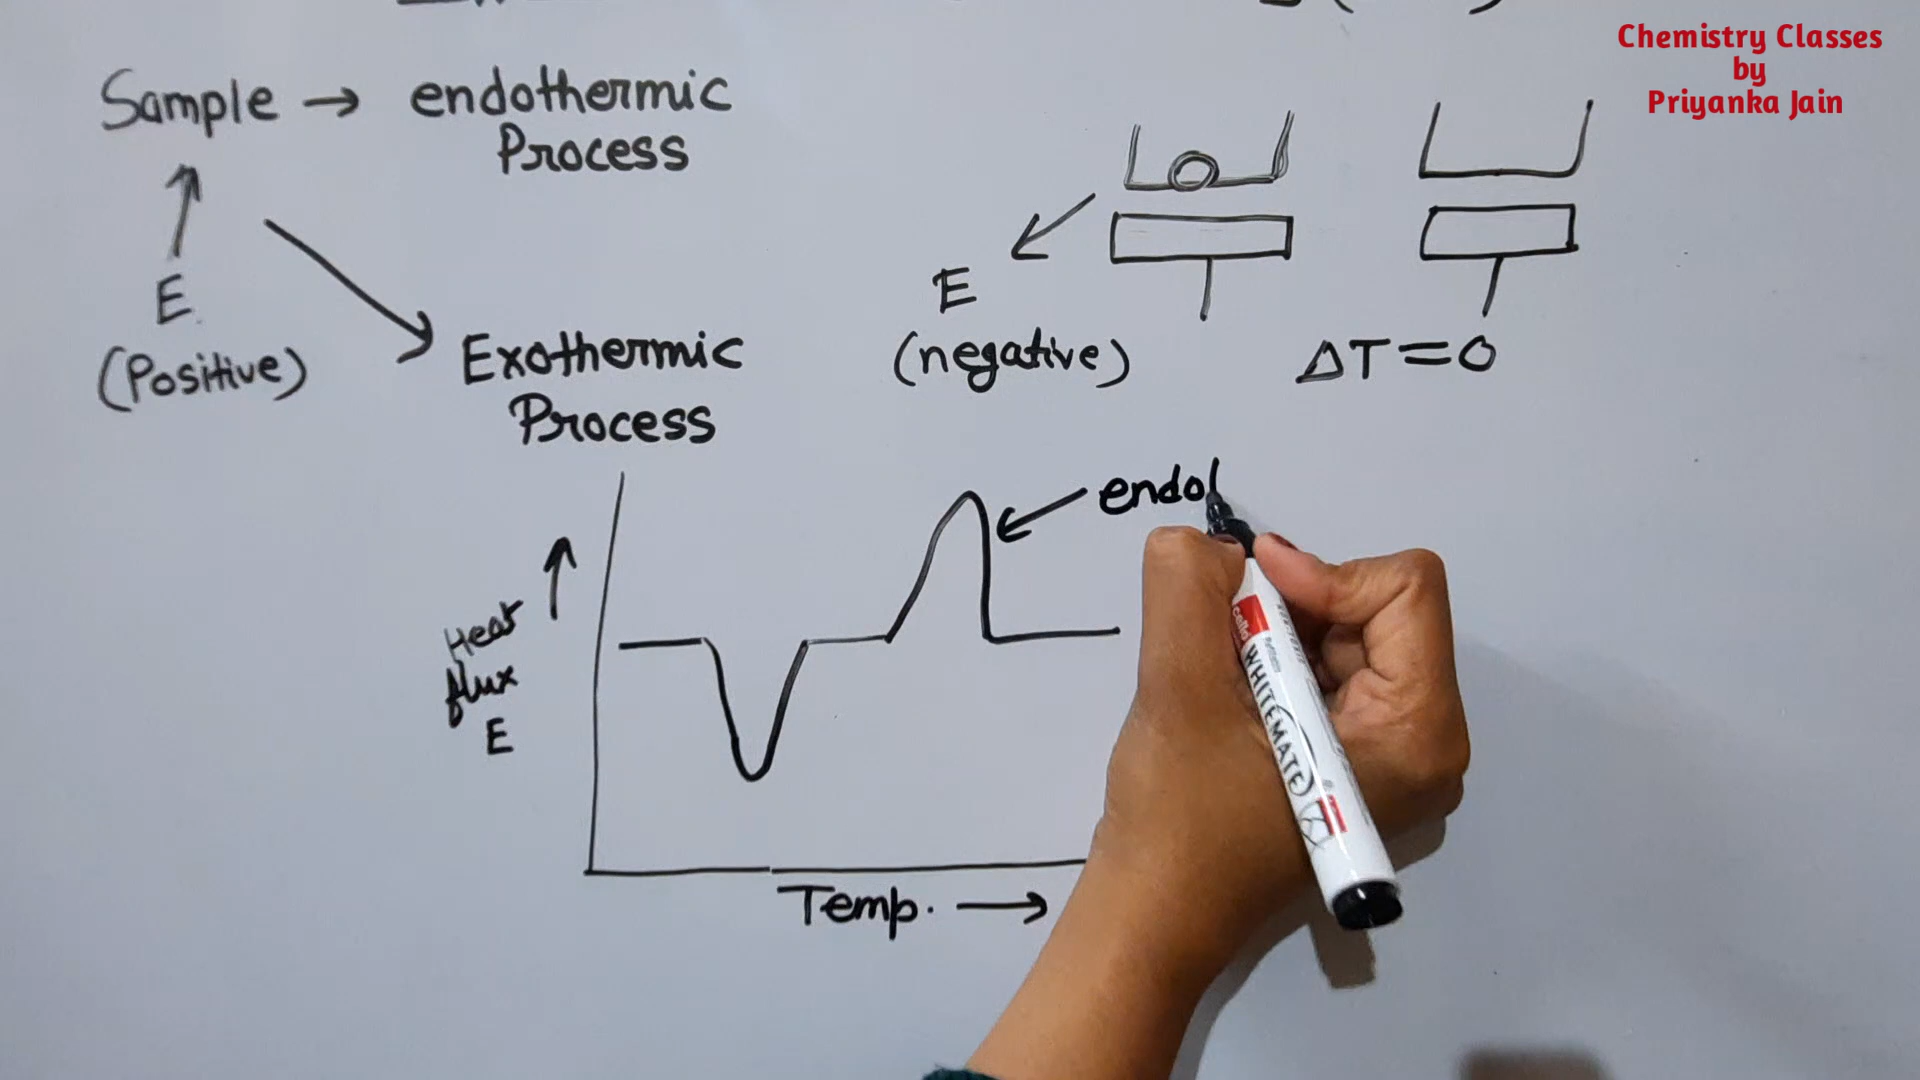 Chemistry Classes
by
Priyanka Jain
Sample → endothermic
Process
E
(Positive)
E
(negative)
ΔT = 0
Exothermic
Process
endo
Heat
flux
E
Temp. →
cello
WHITEMATE